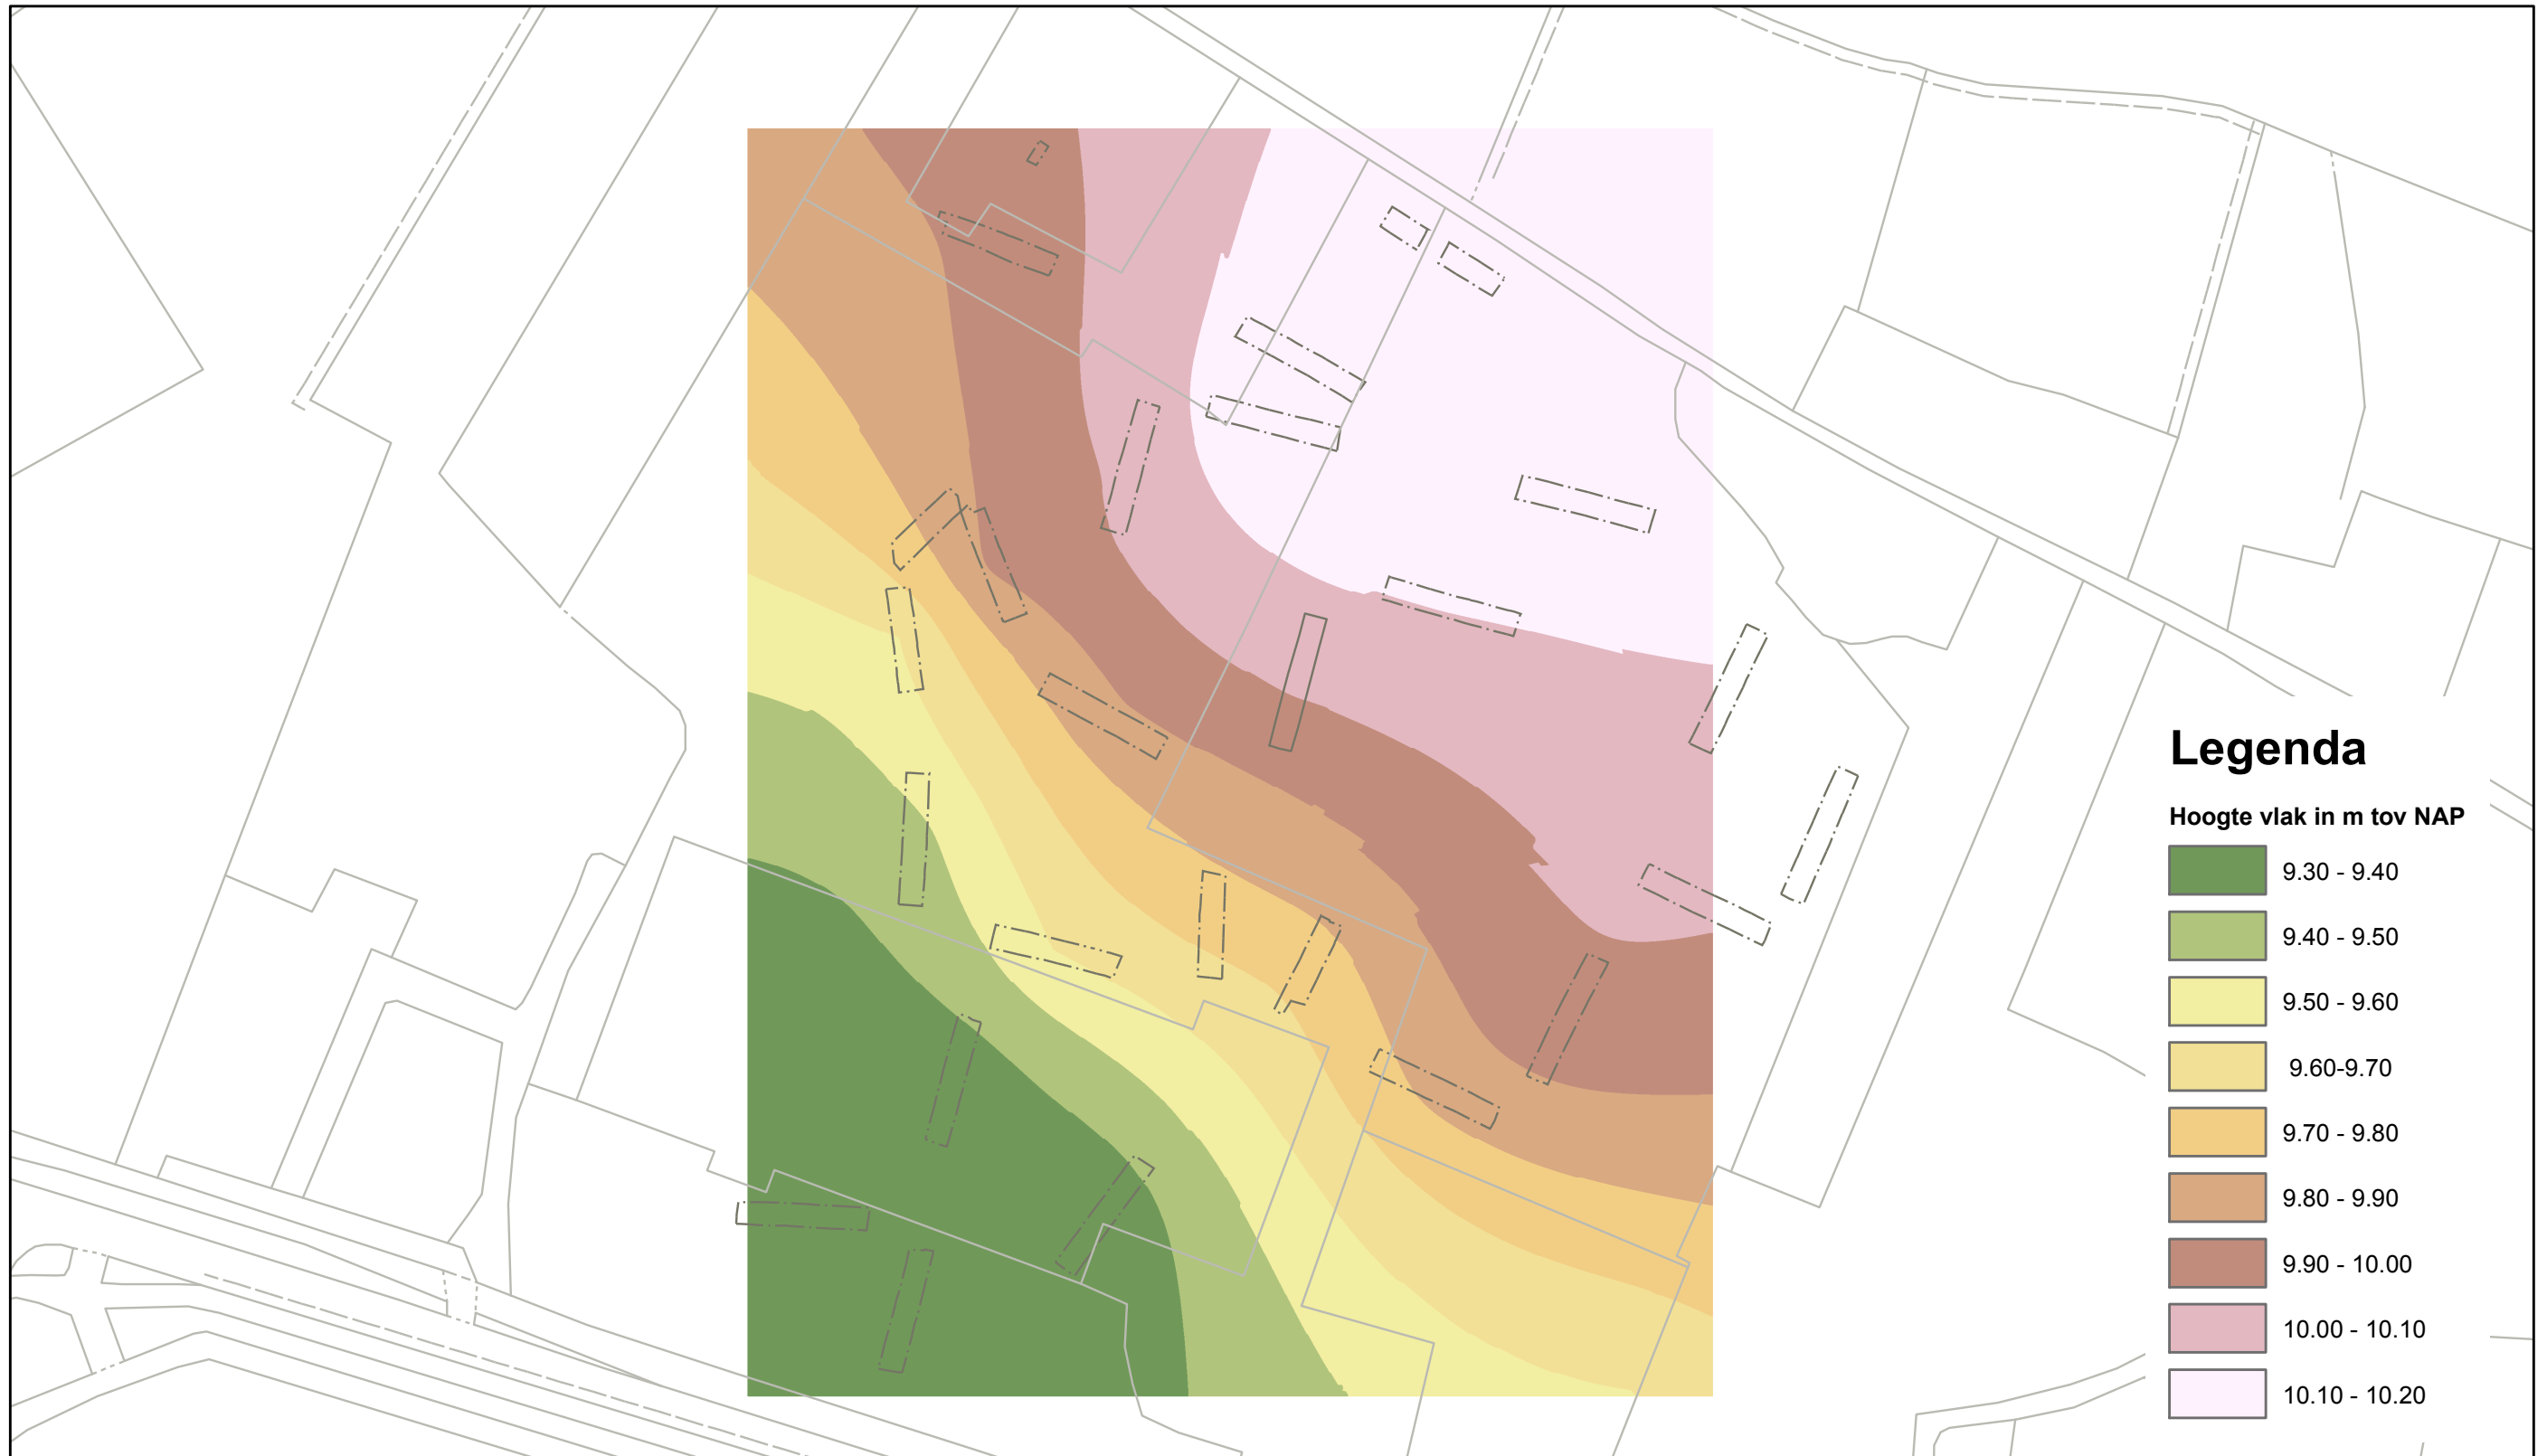 Legenda
Hoogte vlak in m tov NAP
9.30 - 9.40
9.40 - 9.50
9.50 - 9.60
9.60-9.70
9.70 - 9.80
9.80 - 9.90
9.90 - 10.00
10.00 - 10.10
10.10 - 10.20